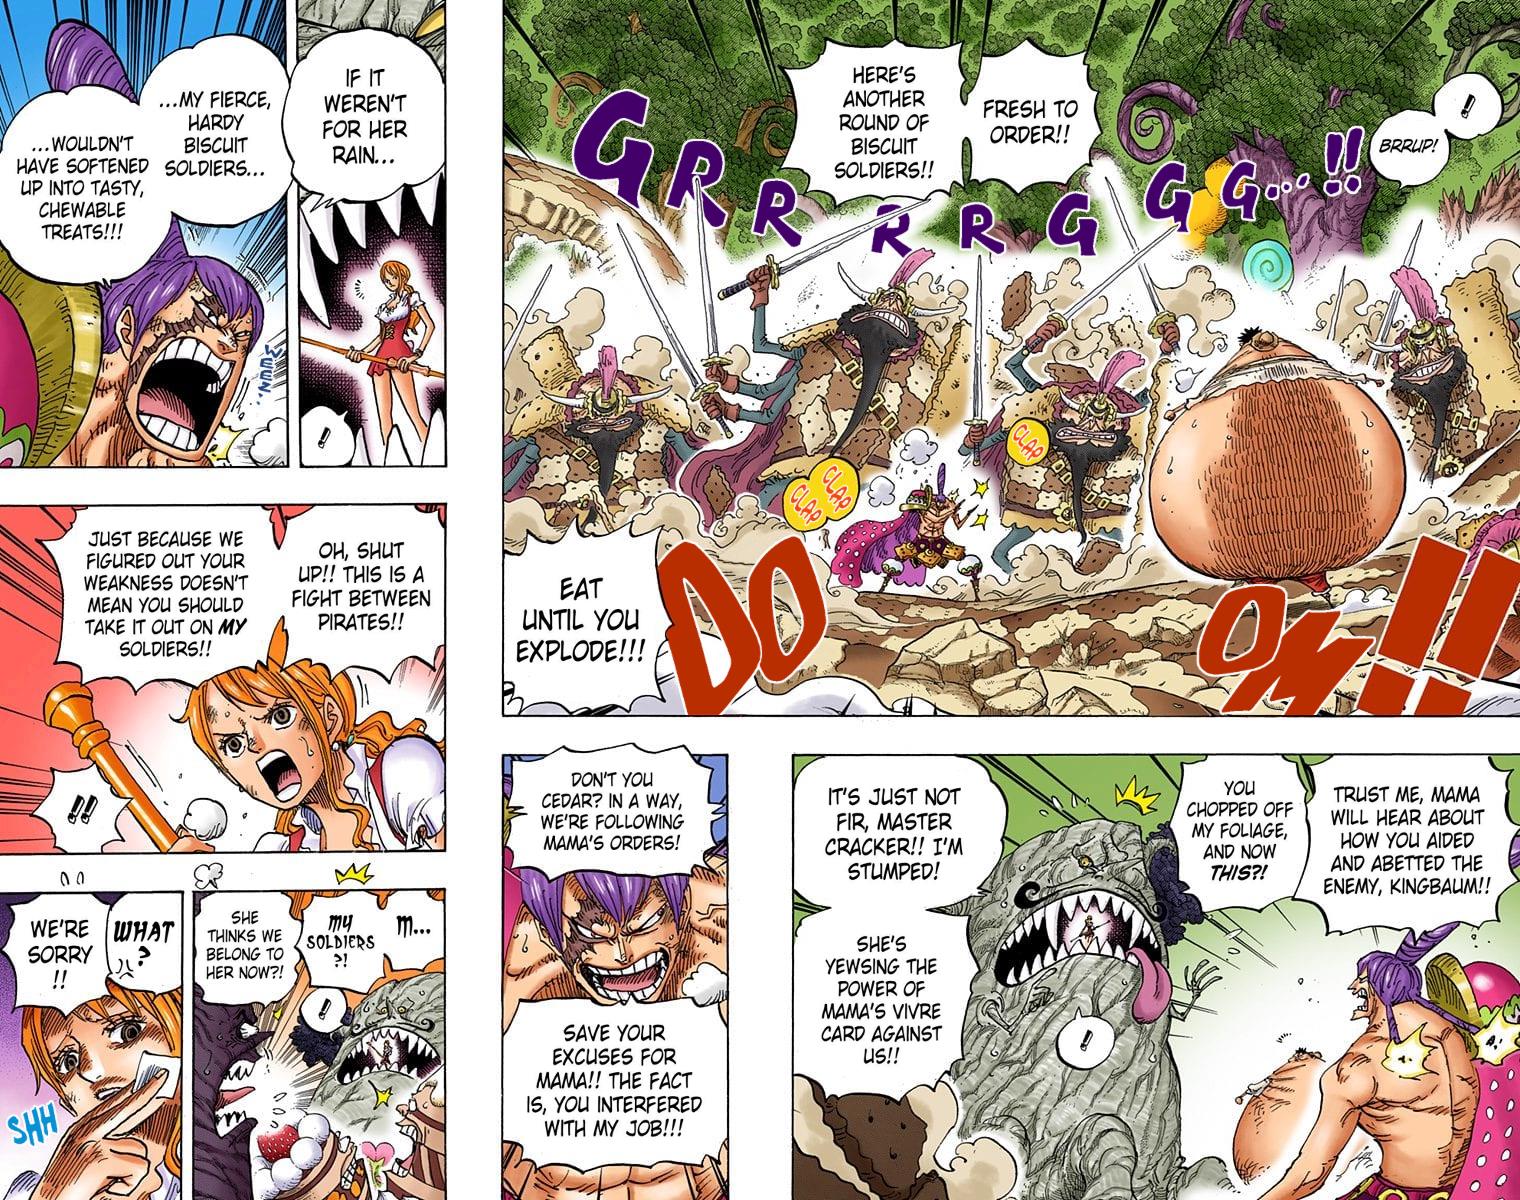 !
BRRUP!
FRESH TO
ORDER!!
HERE'S
ANOTHER
ROUND OF
BISCUIT
SOLDIERS!!
GRRRRGGG...!!
CLAP
CLAP
CLAP
EAT
UNTIL YOU
EXPLODE!!!
DOOM!!
TRUST ME, MAMA
WILL HEAR ABOUT
HOW YOU AIDED
AND ABETTED THE
ENEMY, KINGBAUM!!
YOU
CHOPPED OFF
MY FOLIAGE,
AND NOW
THIS?!
IT'S JUST NOT
FIR, MASTER
CRACKER!! I'M
STUMPED!
SHE'S
YEWSING THE
POWER OF
MAMA'S VIVRE
CARD AGAINST
US!!
!
DON'T YOU
CEDAR? IN A WAY,
WE'RE FOLLOWING
MAMA'S ORDERS!
SAVE YOUR
EXCUSES FOR
MAMA!! THE FACT
IS, YOU INTERFERED
WITH MY JOB!!!
IF IT
WEREN'T
FOR HER
RAIN...
!
...MY FIERCE,
HARDY
BISCUIT
SOLDIERS...
...WOULDN'T
HAVE SOFTENED
UP INTO TASTY,
CHEWABLE
TREATS!!!
OH, SHUT
UP!! THIS IS A
FIGHT BETWEEN
PIRATES!!
JUST BECAUSE WE
FIGURED OUT YOUR
WEAKNESS DOESN'T
MEAN YOU SHOULD
TAKE IT OUT ON MY
SOLDIERS!!
!!
M...
MY
SOLDIERS
?!
SHE
THINKS WE
BELONG TO
HER NOW?!
!
WHAT
?
WE'RE
SORRY
!!
SHH